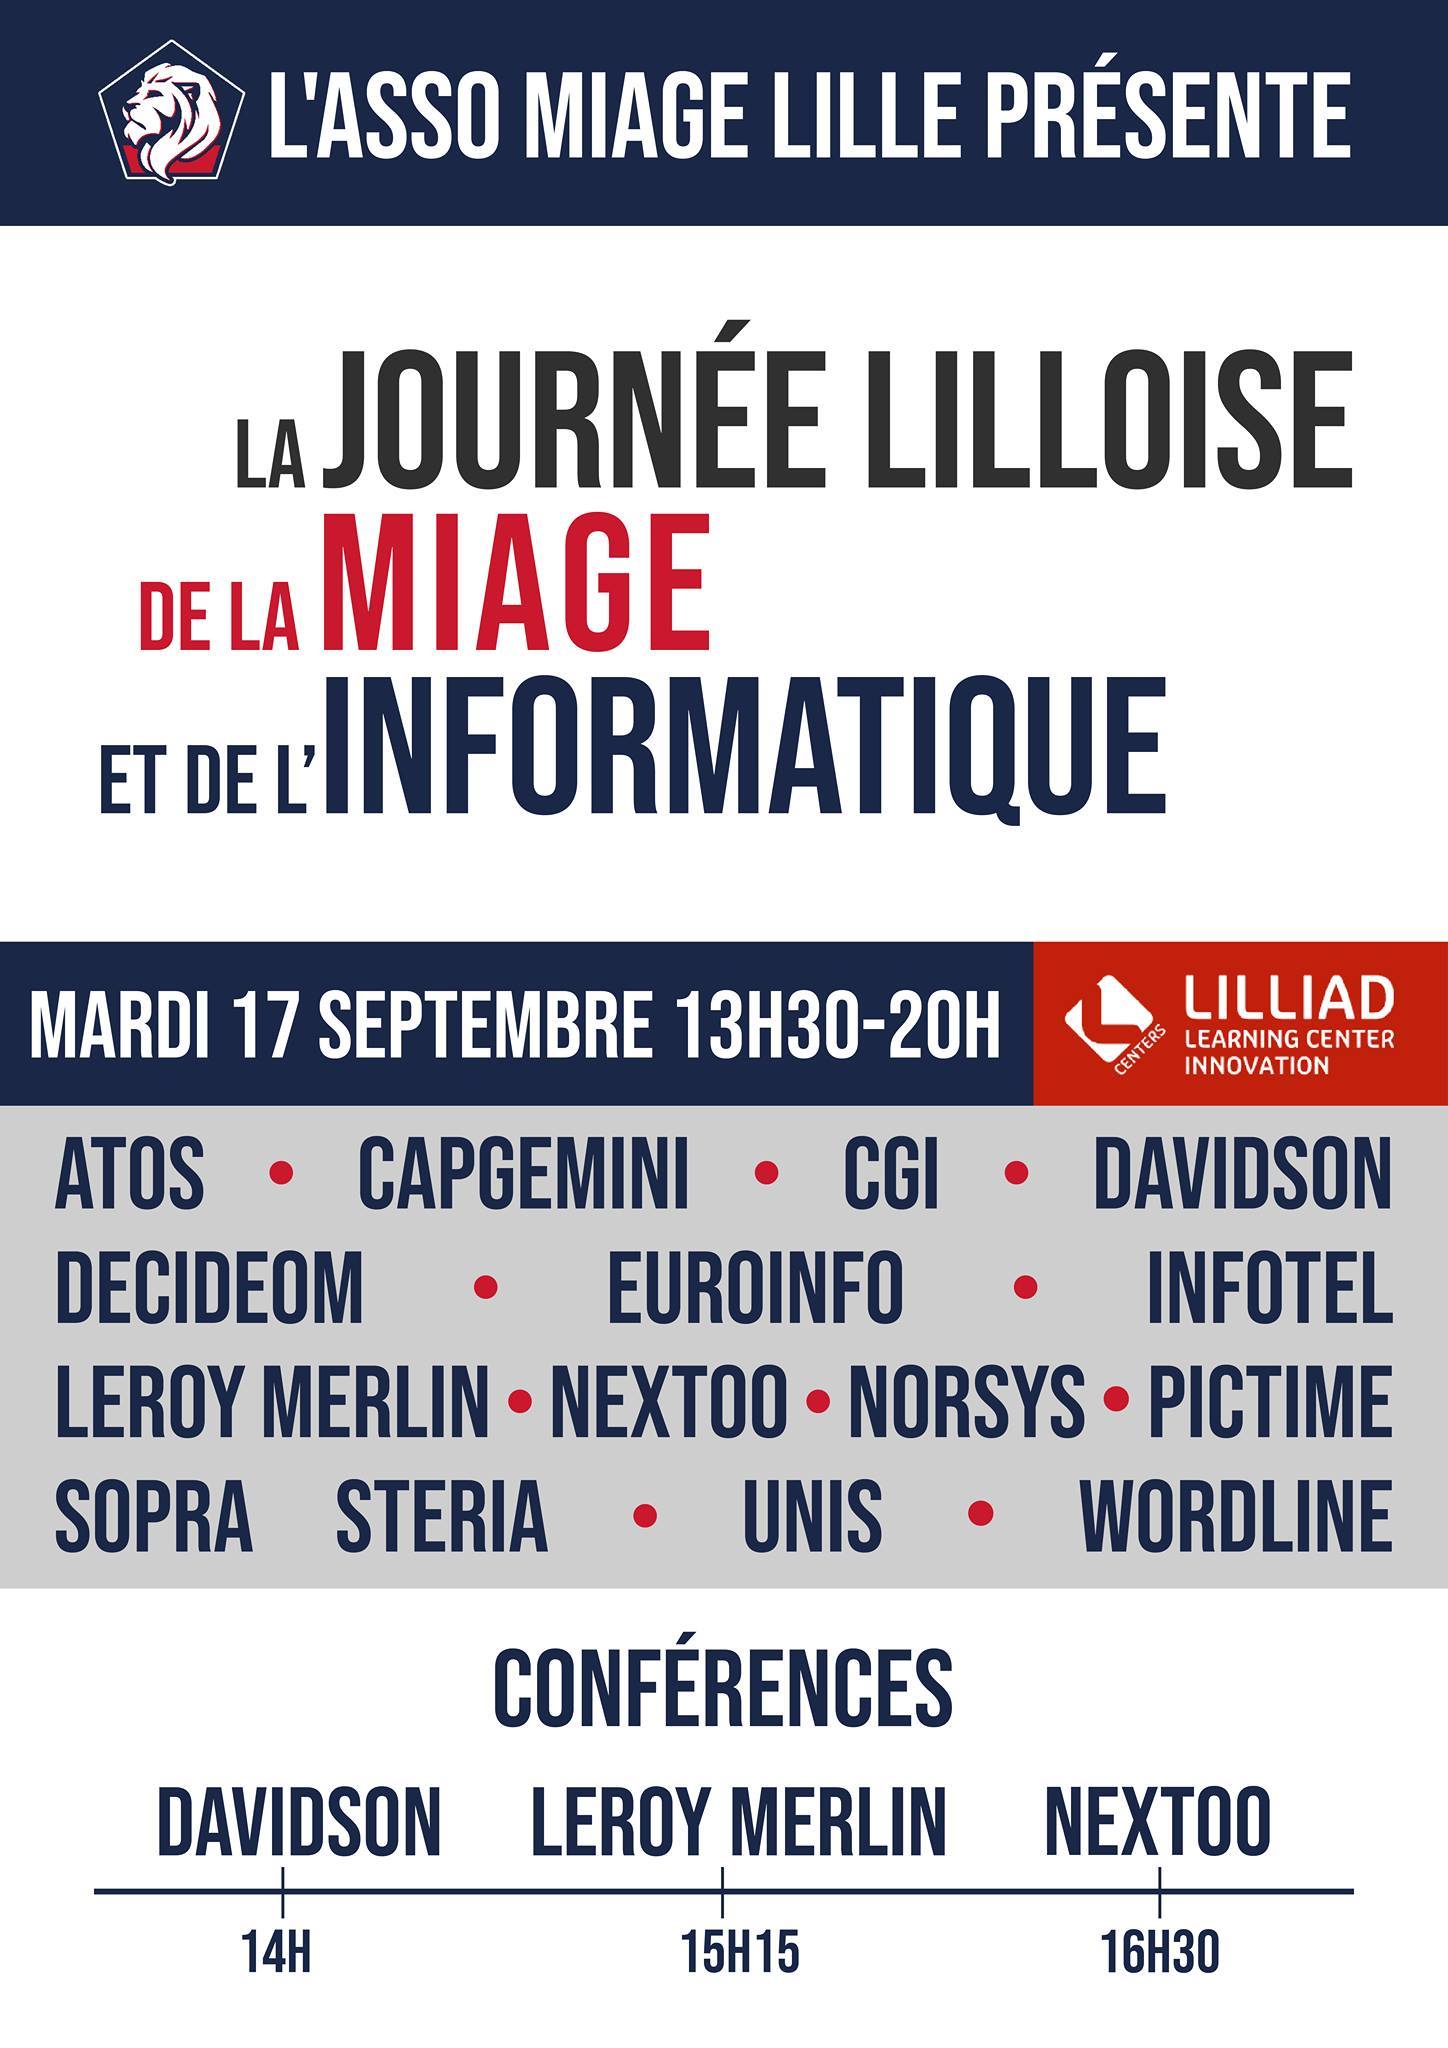 L'ASSO MIAGE LILLE PRÉSENTE
LA JOURNÉE LILLOISE
DE LA MIAGE
ET DE L'INFORMATIQUE
MARDI 17 SEPTEMBRE 13H30-20H
CENTERS
LILLIAD
LEARNING CENTER
INNOVATION
ATOS • CAPGEMINI • CGI • DAVIDSON
DECIDEOM • EUROINFO • INFOTEL
LEROY MERLIN • NEXTOO • NORSYS • PICTIME
SOPRA STERIA • UNIS • WORDLINE
CONFÉRENCES
DAVIDSON LEROY MERLIN NEXTOO
14H 15H15 16H30